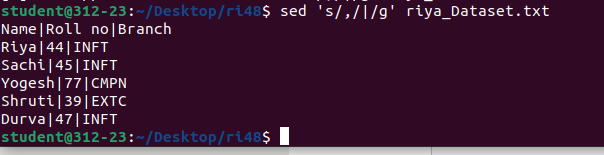 student@312-23:~/Desktop/ri48$ sed 's/,/|/g' riya_Dataset.txt
Name|Roll no|Branch
Riya|44|INFT
Sachi|45|INFT
Yogesh|77|CMPN
Shruti|39|EXTC
Durva|47|INFT
student@312-23:~/Desktop/ri48$